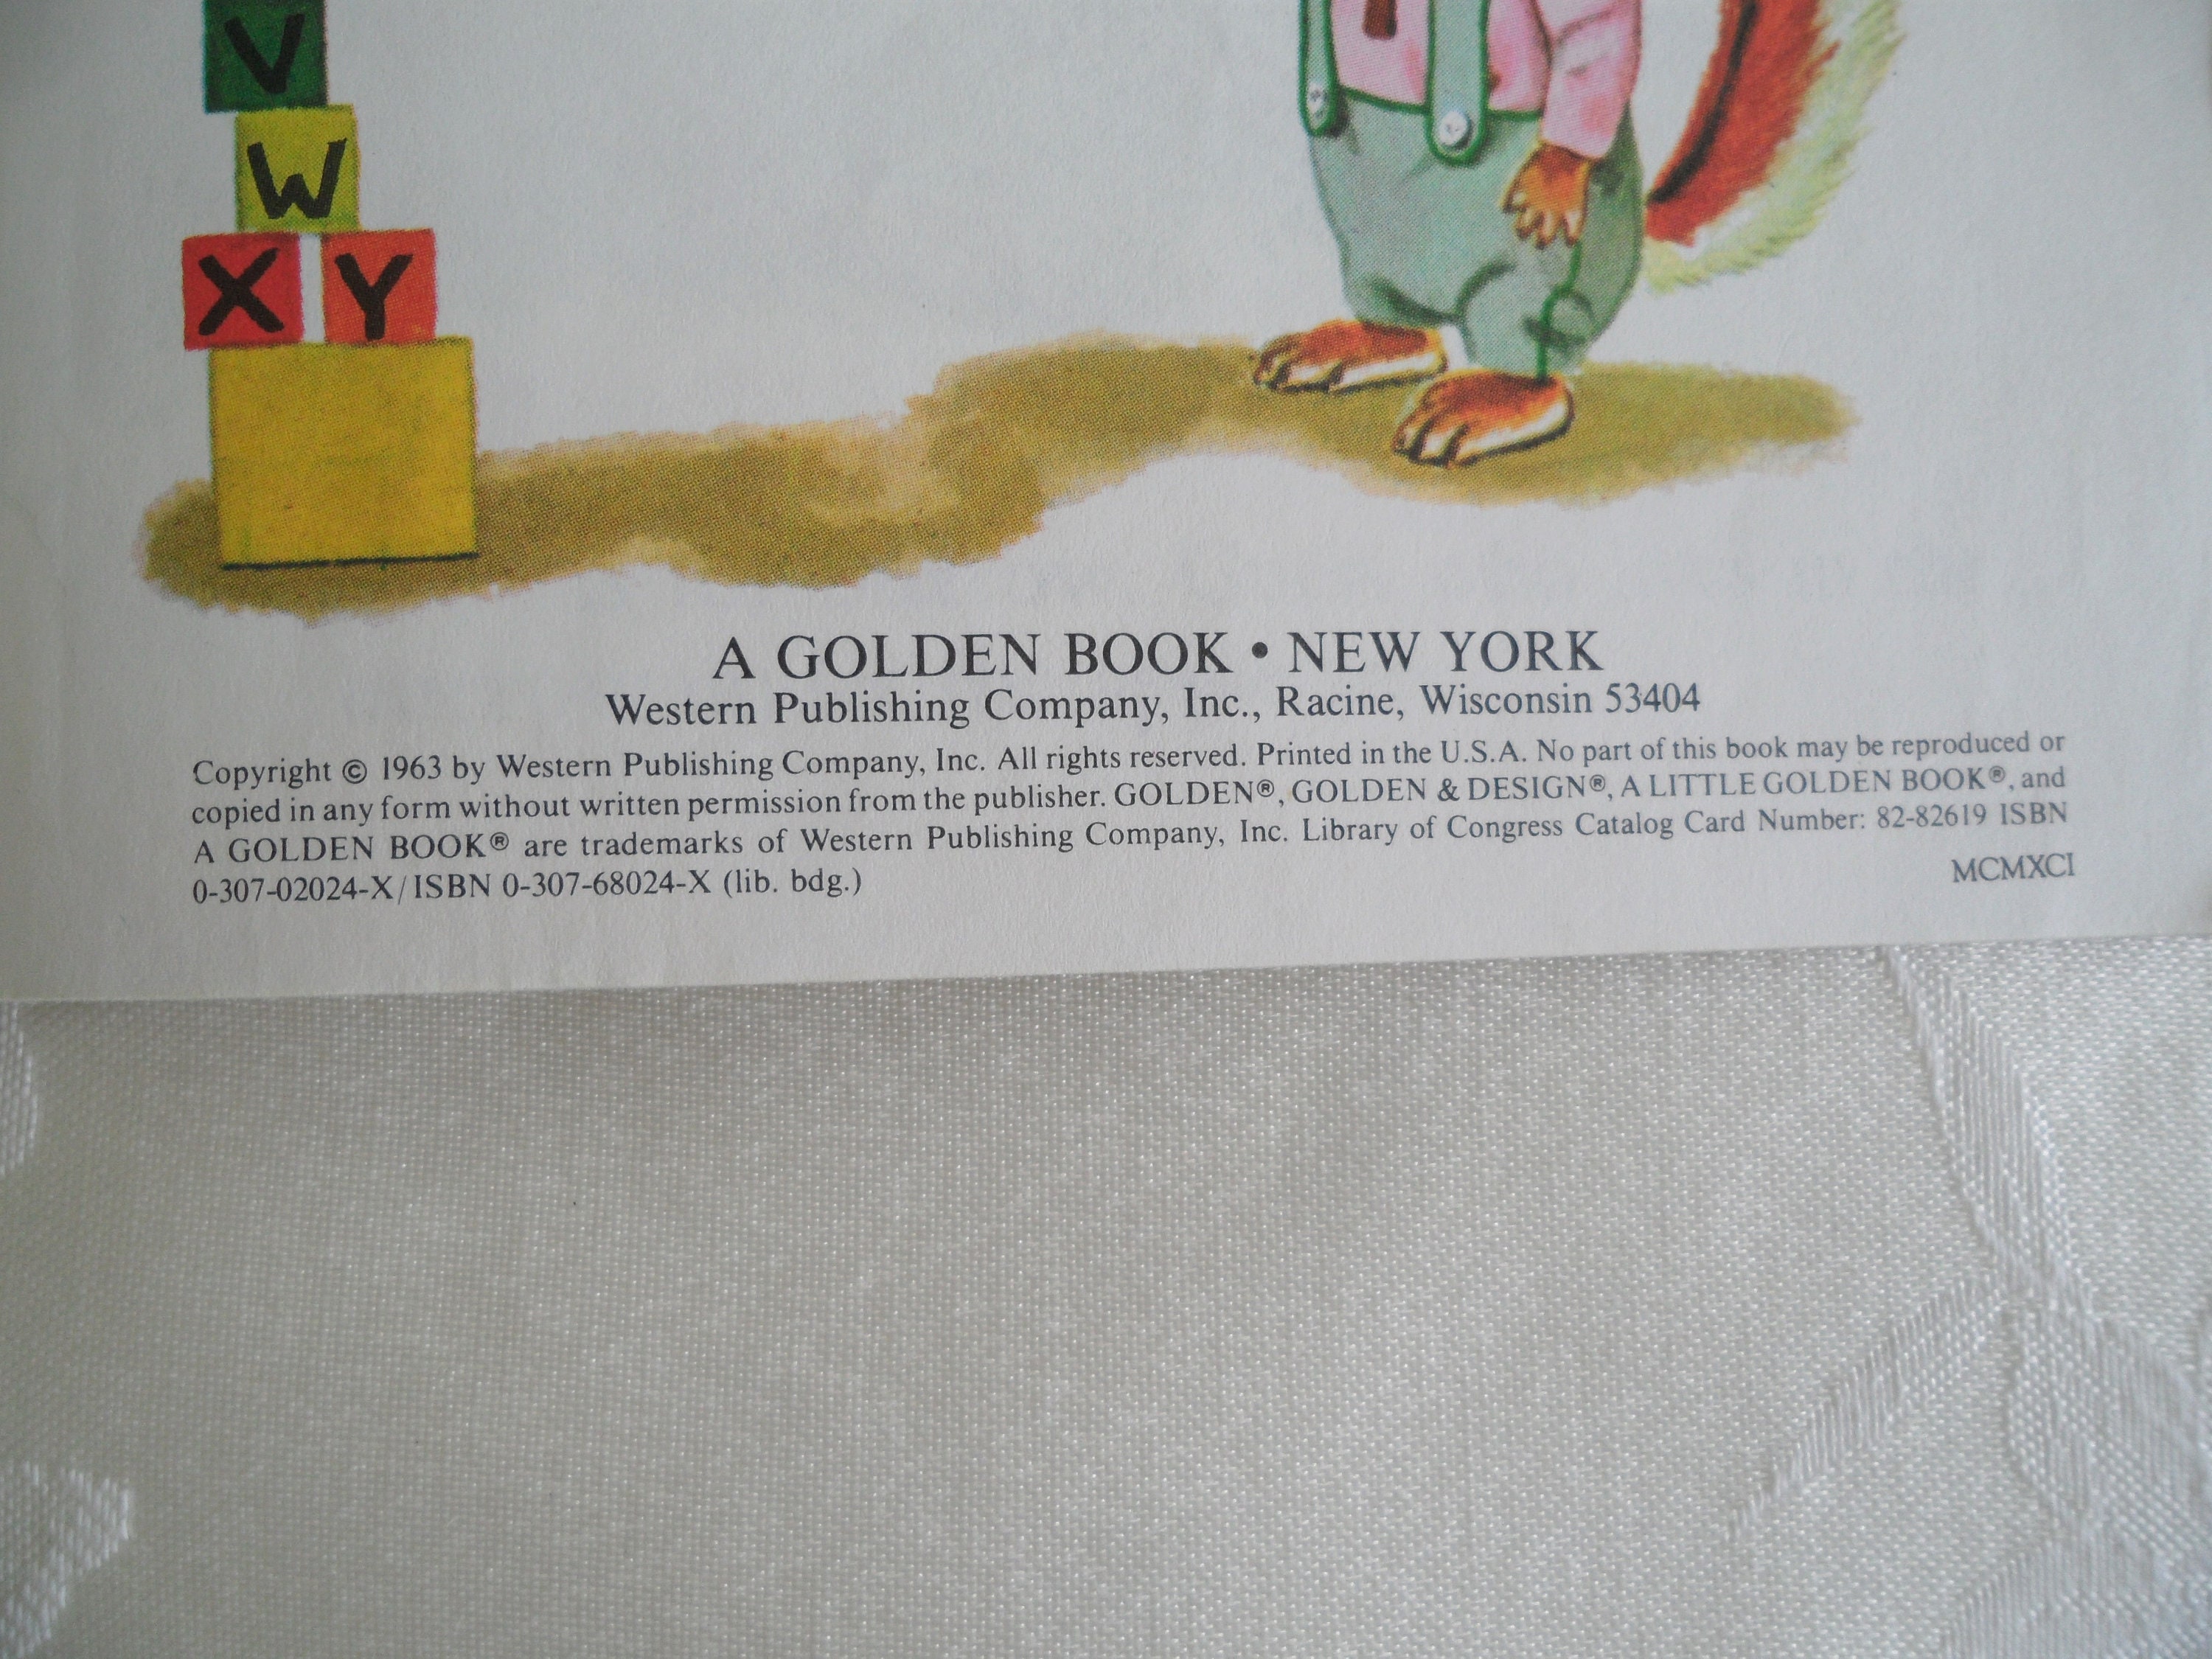 V
W
X Y
A GOLDEN BOOK • NEW YORK
Western Publishing Company, Inc., Racine, Wisconsin 53404
Copyright © 1963 by Western Publishing Company, Inc. All rights reserved. Printed in the U.S.A. No part of this book may be reproduced or
copied in any form without written permission from the publisher. GOLDEN®, GOLDEN & DESIGN®, A LITTLE GOLDEN BOOK®, and
A GOLDEN BOOK® are trademarks of Western Publishing Company, Inc. Library of Congress Catalog Card Number: 82-82619 ISBN
0-307-02024-X/ISBN 0-307-68024-X (lib. bdg.)
MCMXCI